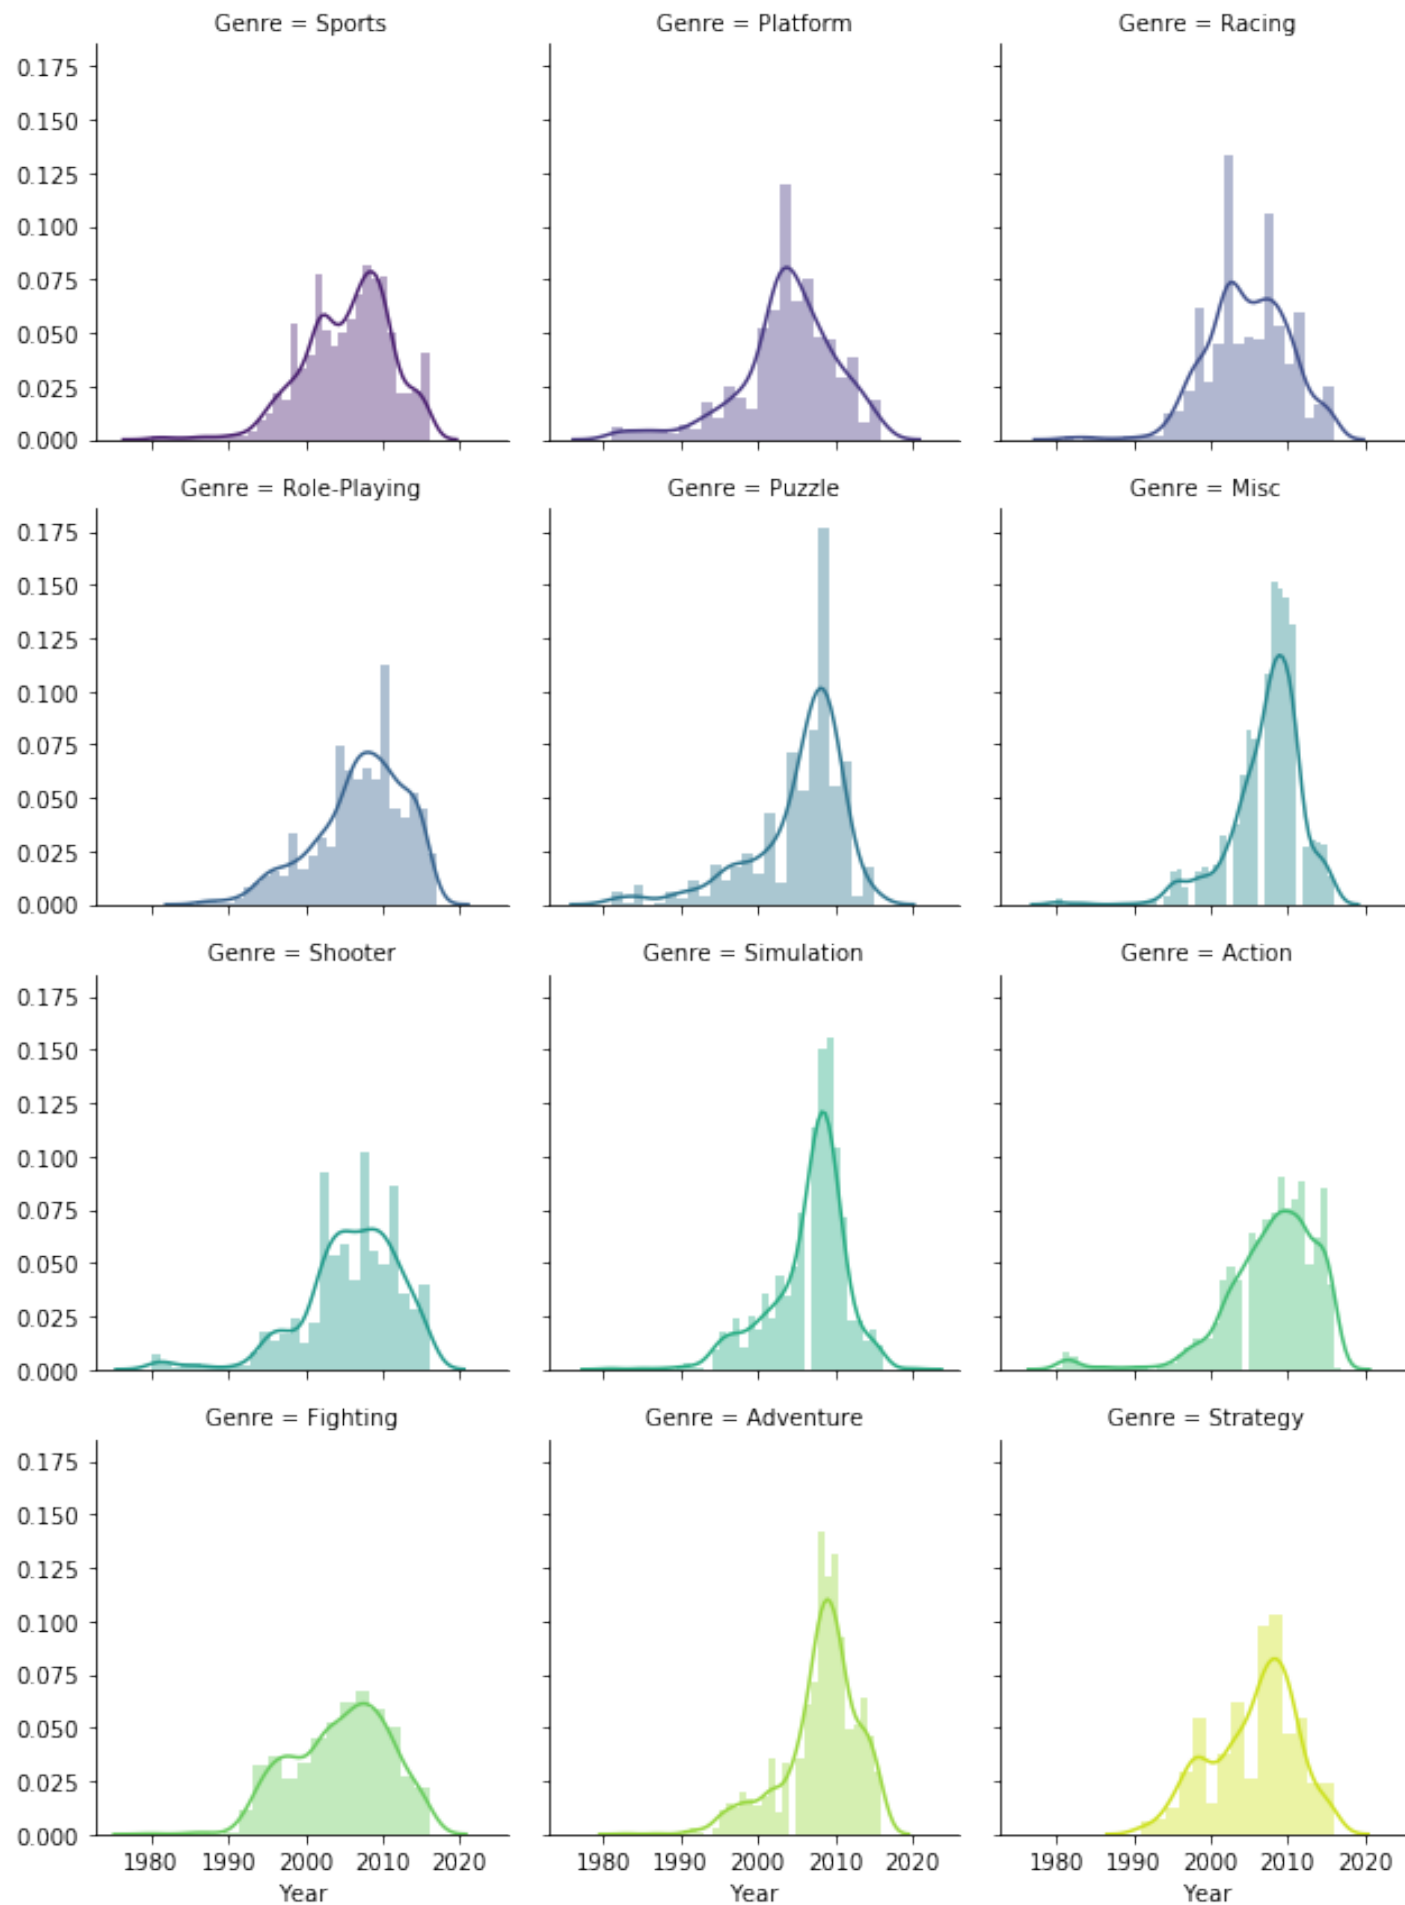 Genre = Sports
Genre = Platform
Genre = Racing
0.175
0.150
0.125
0.100
0.075
0.050
0.025
0.000
Genre = Role-Playing
Genre = Puzzle
Genre = Misc
0.175
0.150
0.125
0.100
0.075
0.050
0.025
0.000
Genre = Shooter
Genre = Simulation
Genre = Action
0.175
0.150
0.125
0.100
0.075
0.050
0.025
0.000
Genre = Fighting
Genre = Adventure
Genre = Strategy
0.175
0.150
0.125
0.100
0.075
0.050
0.025
0.000
1980 1990 2000 2010 2020
1980 1990 2000 2010 2020
1980 1990 2000 2010 2020
Year
Year
Year